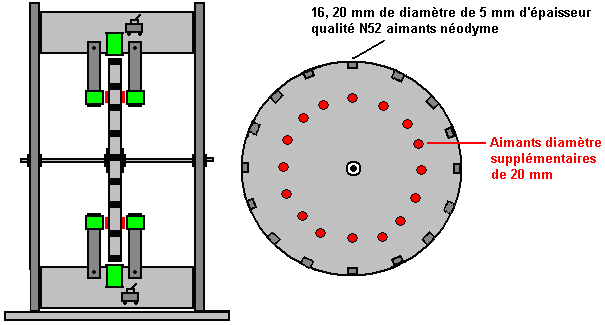 16, 20 mm de diamètre de 5 mm d'épaisseur
qualité N52 aimants néodyme
Aimants diamètre
supplémentaires
de 20 mm